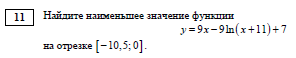 11 Найдите наименьшее значение функции
y=9x−9ln(x+11)+7
на отрезке [−10,5;0].